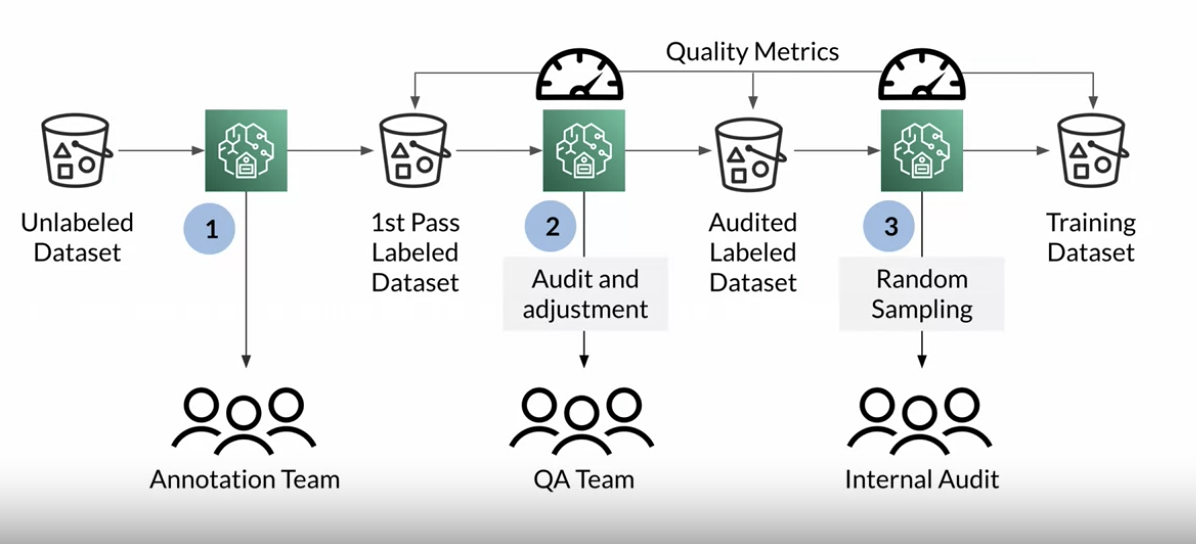 Quality Metrics
Unlabeled
Dataset
1
1st Pass
Labeled
Dataset
2
Audit and
adjustment
Audited
Labeled
Dataset
3
Random
Sampling
Training
Dataset
Annotation Team
QA Team
Internal Audit